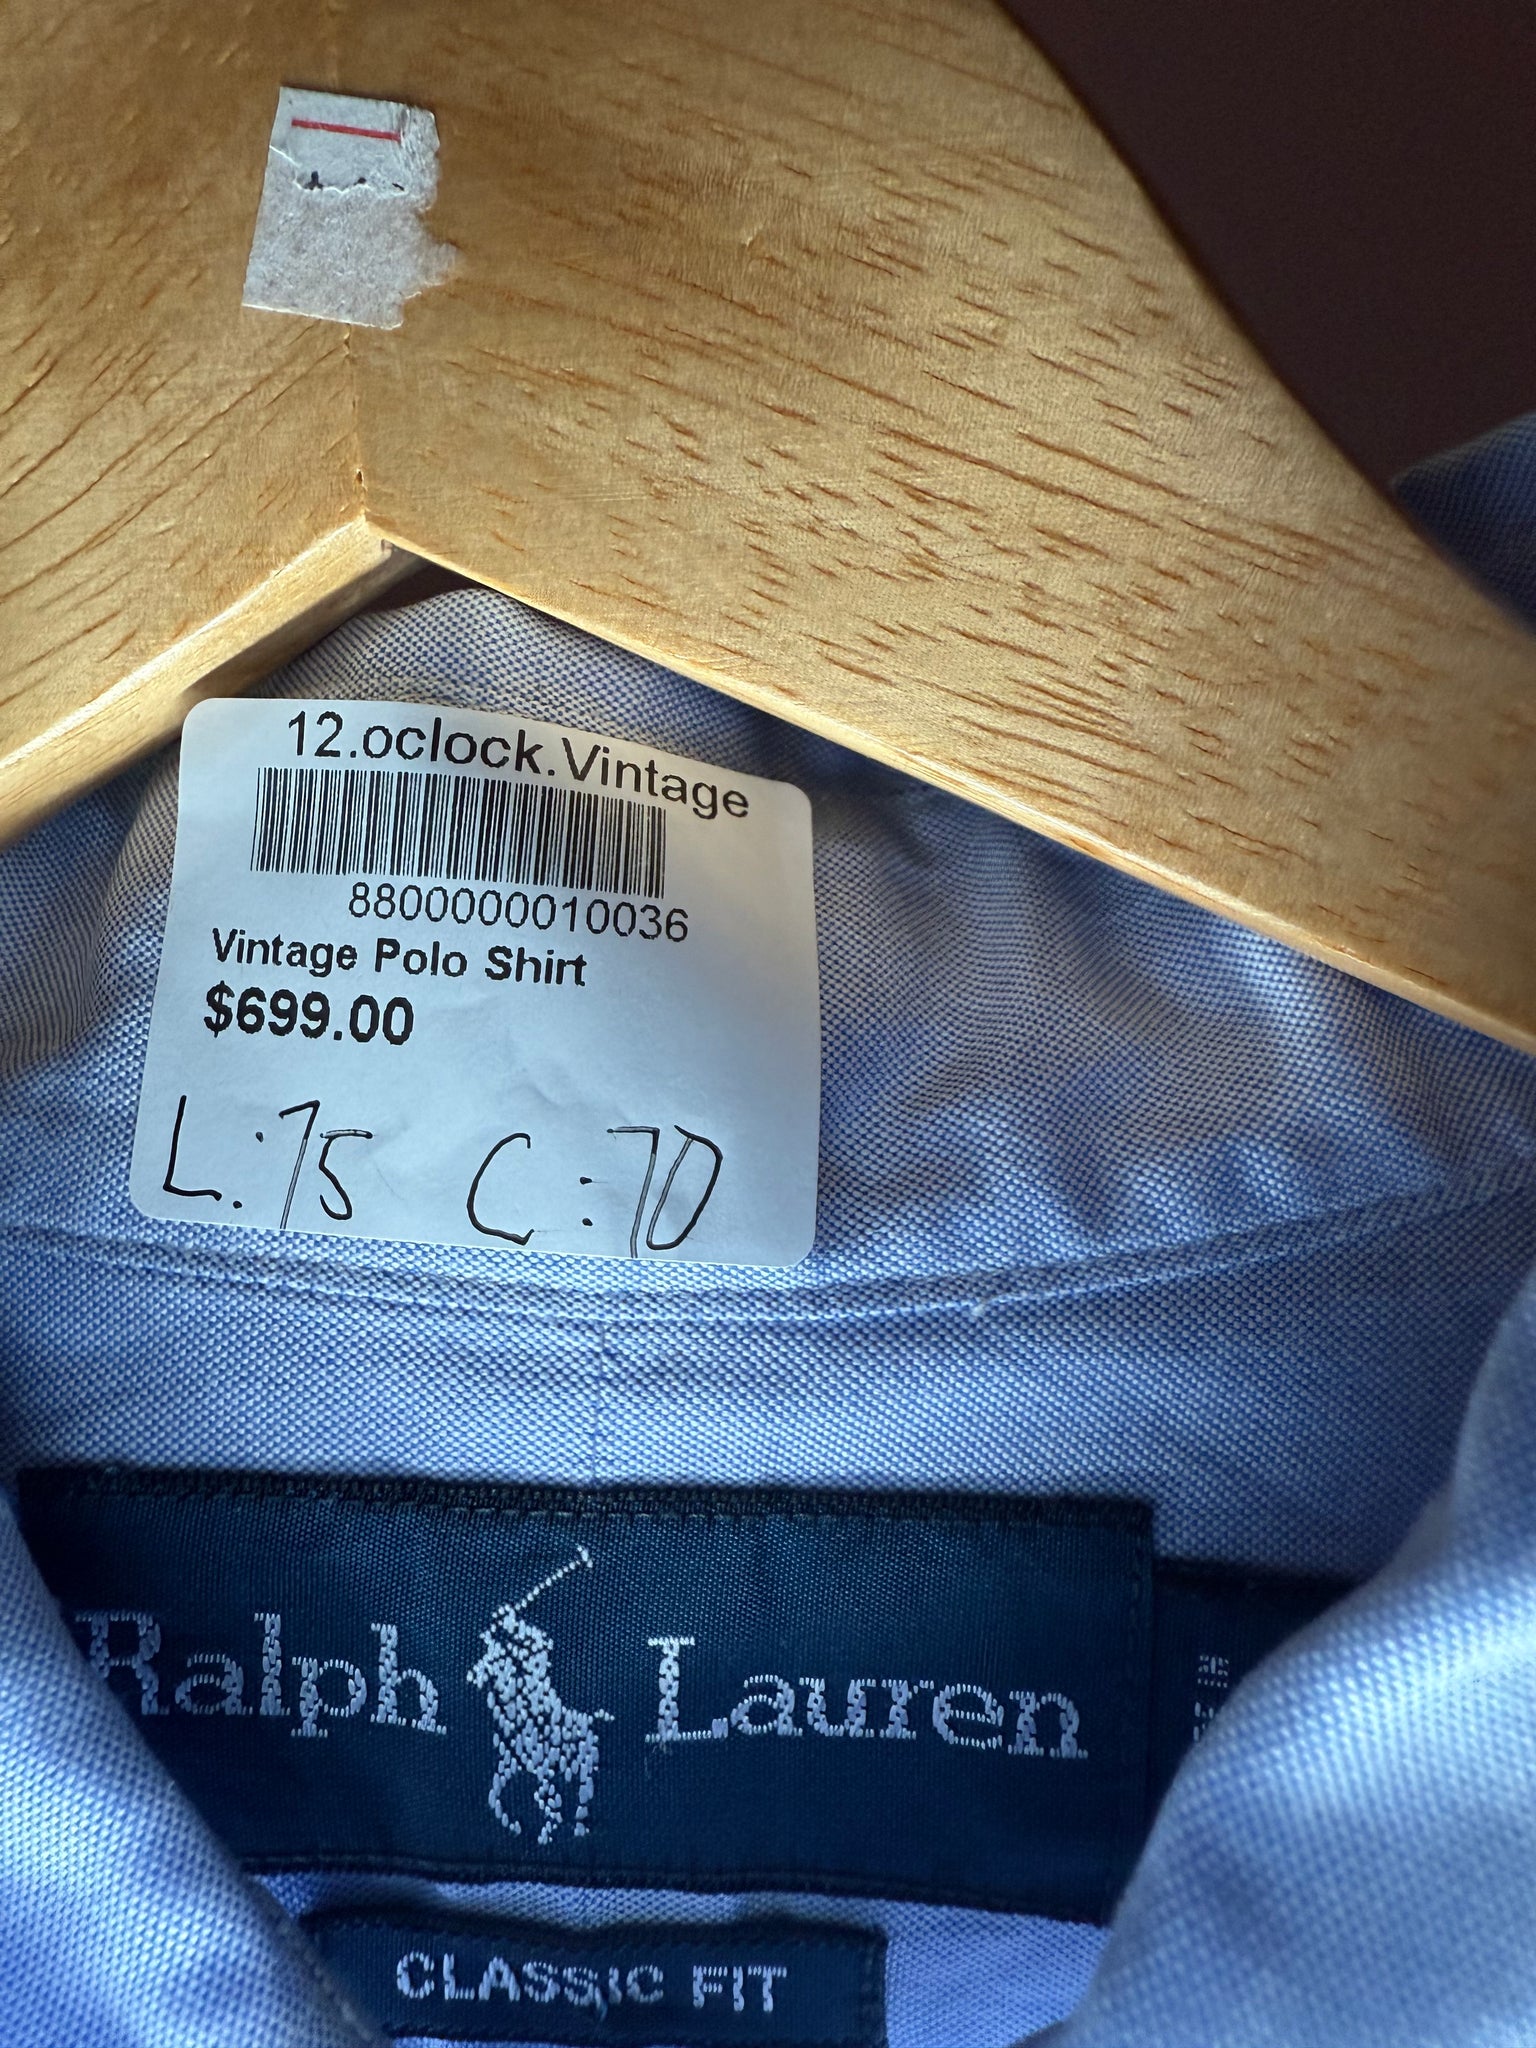 12.oclock.Vintage
8800000010036
Vintage Polo Shirt
$699.00
L:75 C:70
Ralph Lauren
CLASSIC FIT